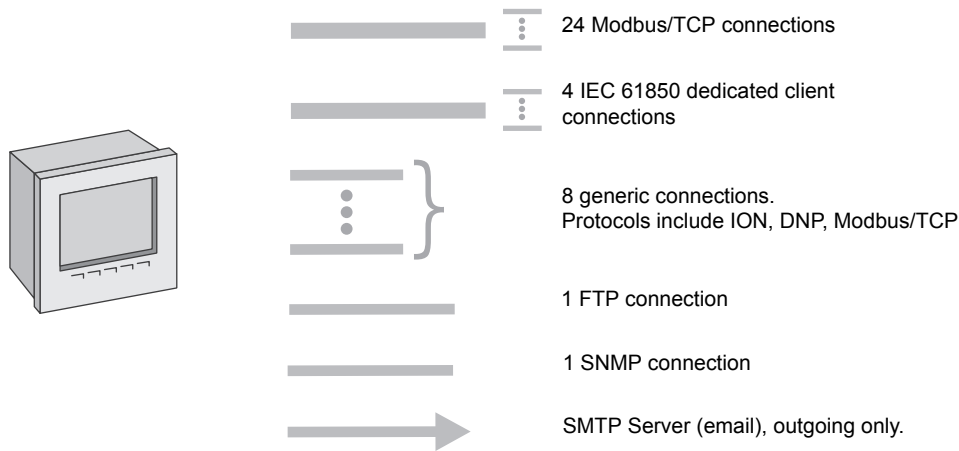 24 Modbus/TCP connections
4 IEC 61850 dedicated client
connections
8 generic connections.
Protocols include ION, DNP, Modbus/TCP
1 FTP connection
1 SNMP connection
SMTP Server (email), outgoing only.